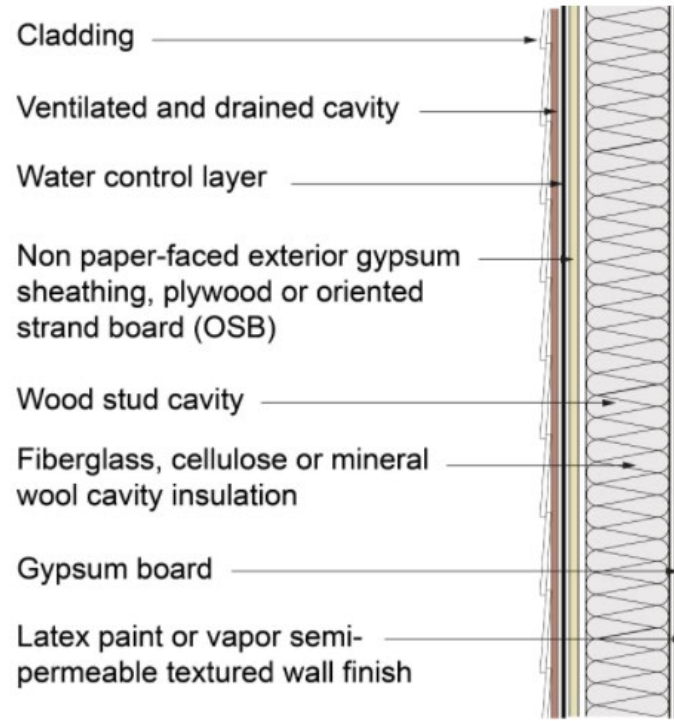 Cladding
Ventilated and drained cavity
Water control layer
Non paper-faced exterior gypsum
sheathing, plywood or oriented
strand board (OSB)
Wood stud cavity
Fiberglass, cellulose or mineral
wool cavity insulation
Gypsum board
Latex paint or vapor semi-
permeable textured wall finish